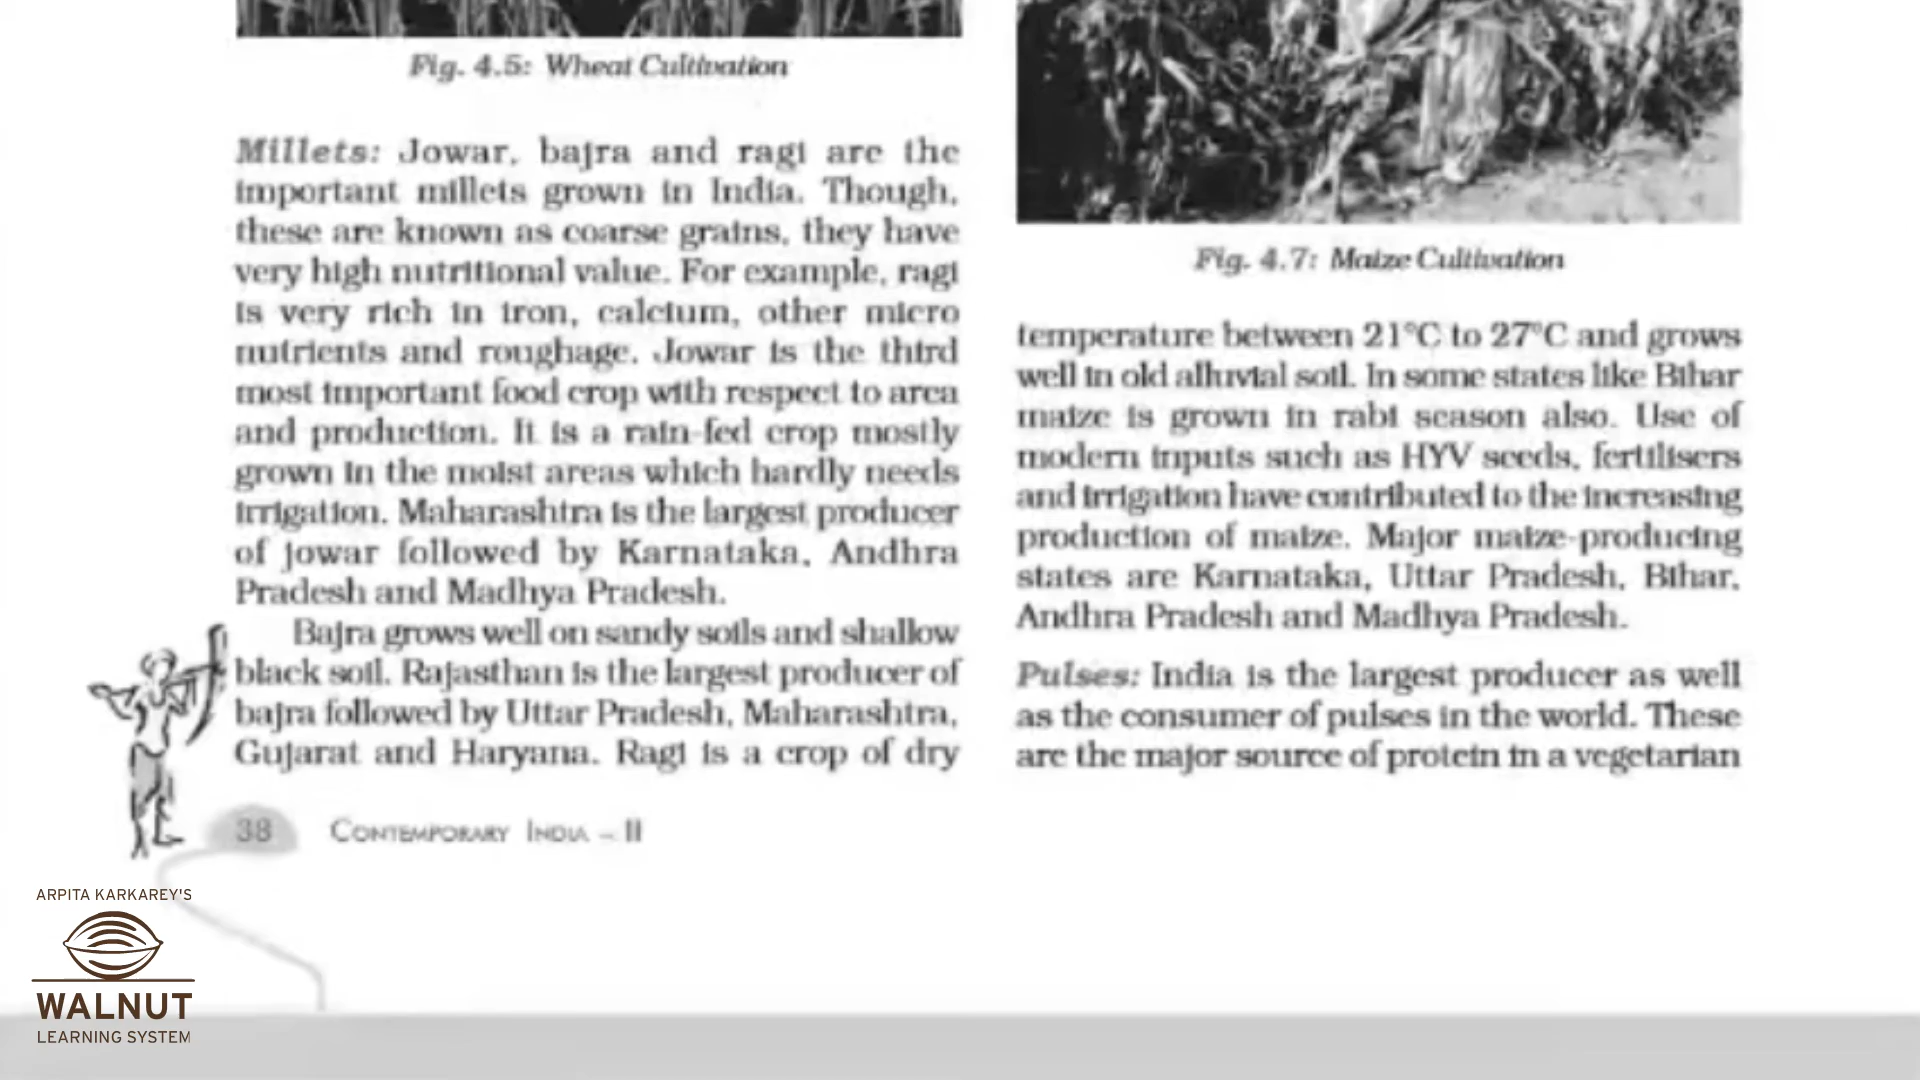 Fig. 4.5: Wheat Cultivation
Millets: Jowar, bajra and ragi are the
important millets grown in India. Though,
these are known as coarse grains, they have
very high nutritional value. For example, ragi
is very rich in iron, calcium, other micro
nutrients and roughage. Jowar is the third
most important food crop with respect to area
and production. It is a rain-fed crop mostly
grown in the moist areas which hardly needs
irrigation. Maharashtra is the largest producer
of jowar followed by Karnataka, Andhra
Pradesh and Madhya Pradesh.
Bajra grows well on sandy soils and shallow
black soil. Rajasthan is the largest producer of
bajra followed by Uttar Pradesh, Maharashtra,
Gujarat and Haryana. Ragi is a crop of dry
38 Contemporary India – II
Fig. 4.7: Maize Cultivation
temperature between 21°C to 27°C and grows
well in old alluvial soil. In some states like Bihar
maize is grown in rabi season also. Use of
modern inputs such as HYV seeds, fertilisers
and irrigation have contributed to the increasing
production of maize. Major maize-producing
states are Karnataka, Uttar Pradesh, Bihar,
Andhra Pradesh and Madhya Pradesh.
Pulses: India is the largest producer as well
as the consumer of pulses in the world. These
are the major source of protein in a vegetarian
ARPITA KARKAREY'S
WALNUT
LEARNING SYSTEM